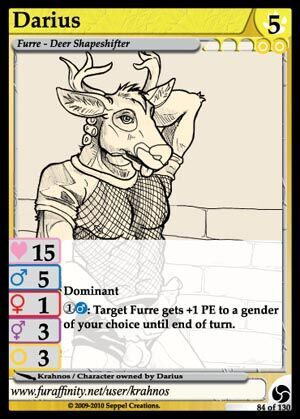 Darius
5
Furre - Deer Shapeshifter
15
5
1
3
3
Dominant
①♂: Target Furre gets +1 PE to a gender
of your choice until end of turn.
Krahnos / Character owned by Darius
www.furaffinity.net/user/krahnos
© 2009-2010 Seppel Creations.
84 of 130